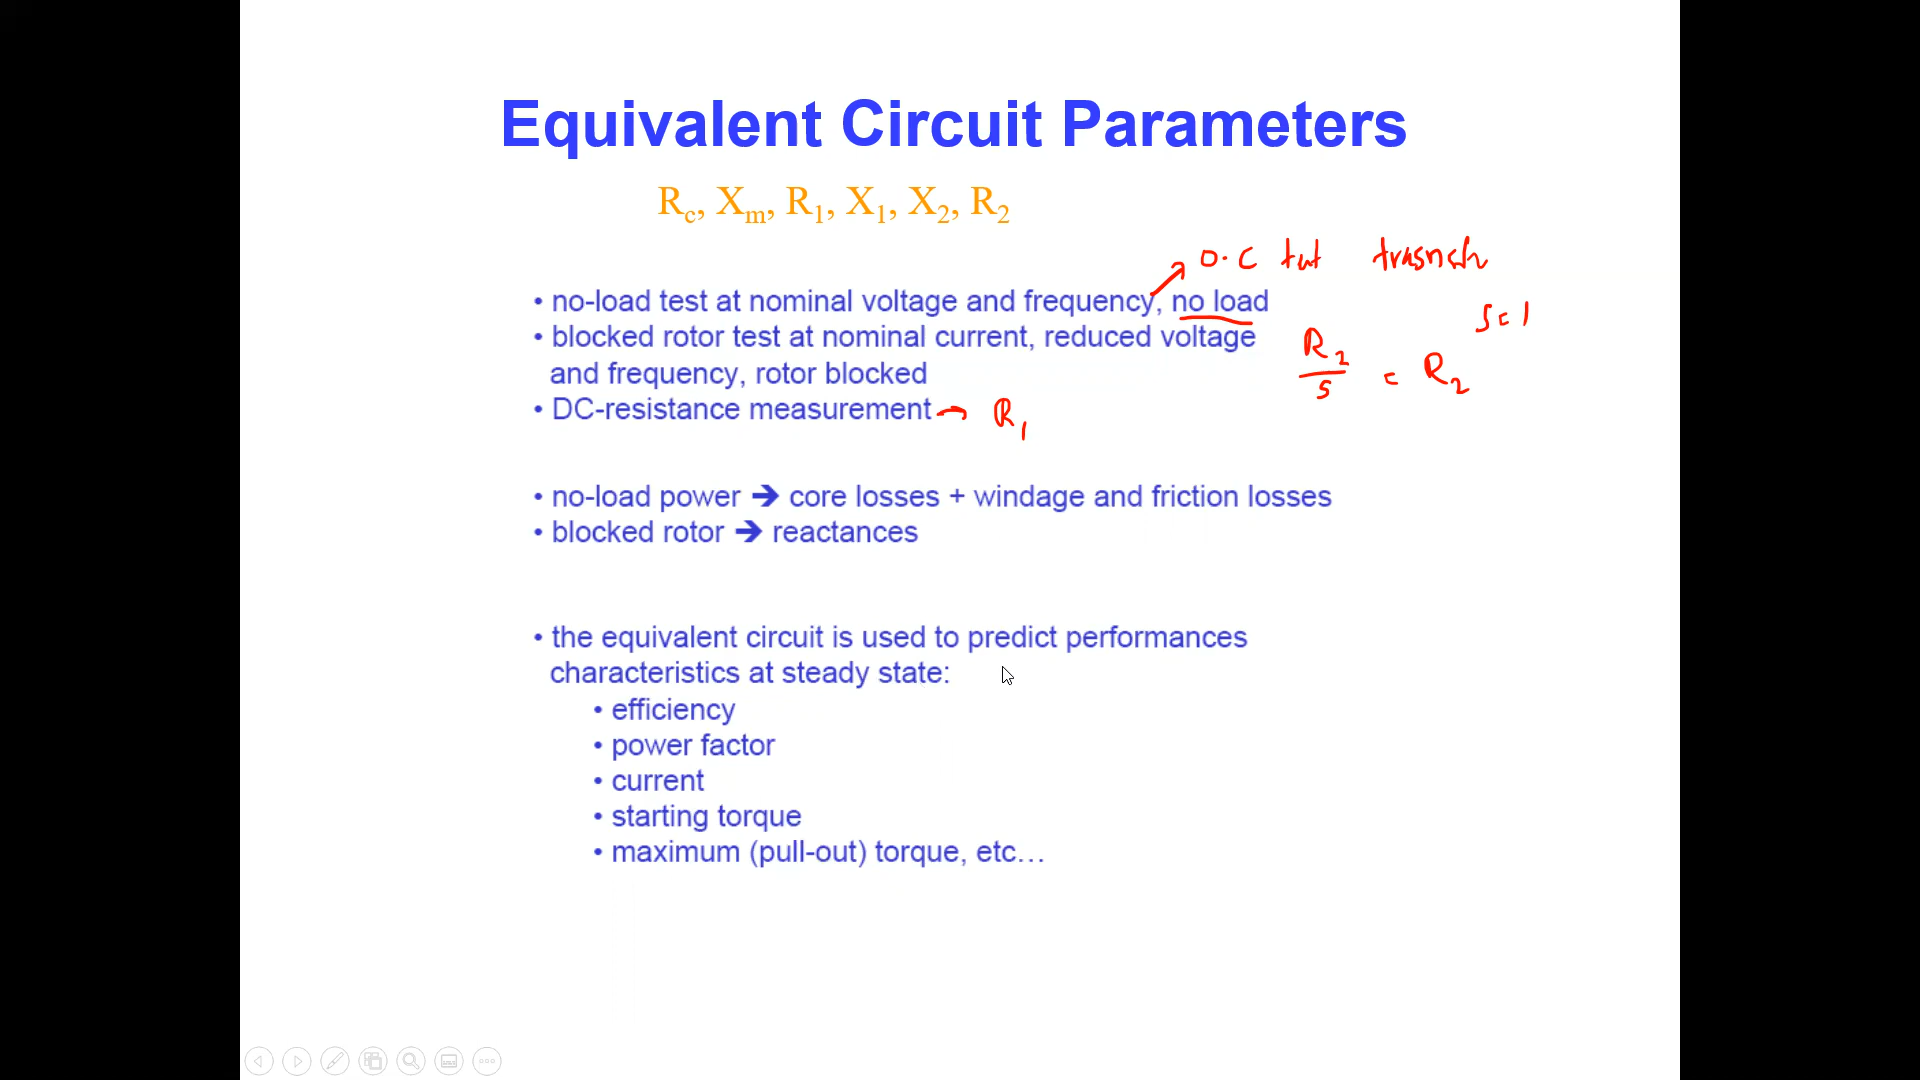 Equivalent Circuit Parameters
Rc, Xm, R1, X1, X2, R2
O.C
• no-load test at nominal voltage and frequency, no load
S = 1
• blocked rotor test at nominal current, reduced voltage
and frequency, rotor blocked
R2/s = R2
• DC-resistance measurement → R1
• no-load power ➔ core losses + windage and friction losses
• blocked rotor ➔ reactances
• the equivalent circuit is used to predict performances
characteristics at steady state:
• efficiency
• power factor
• current
• starting torque
• maximum (pull-out) torque, etc…